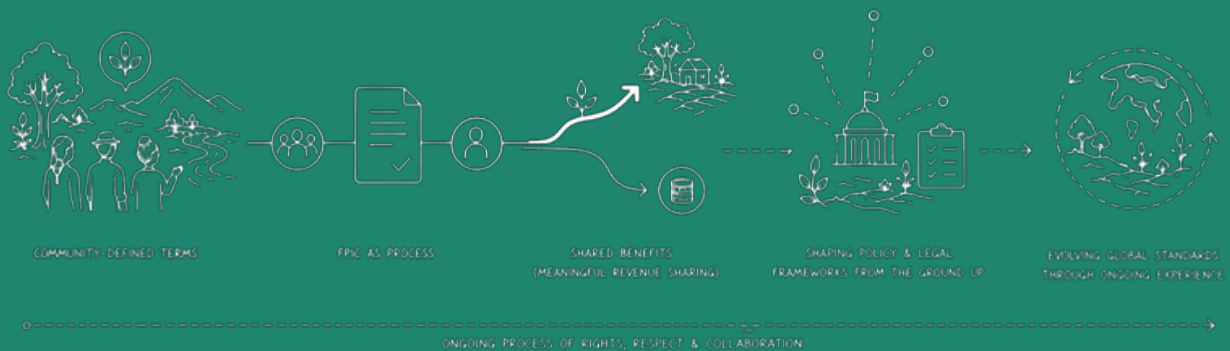 COMMUNITY-DEFINED TERMS
FPIC AS PROCESS
SHARED BENEFITS
(MEANINGFUL REVENUE SHARING)
SHAPING POLICY & LEGAL
FRAMEWORKS FROM THE GROUND UP
EVOLVING GLOBAL STANDARDS
THROUGH ONGOING EXPERIENCE
ONGOING PROCESS OF RIGHTS, RESPECT & COLLABORATION